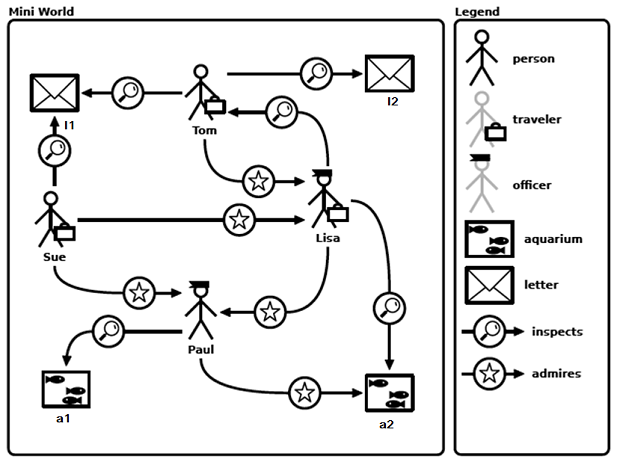 Mini World
l1
Tom
l2
Sue
Lisa
Paul
a1
a2
Legend
person
traveler
officer
aquarium
letter
inspects
admires